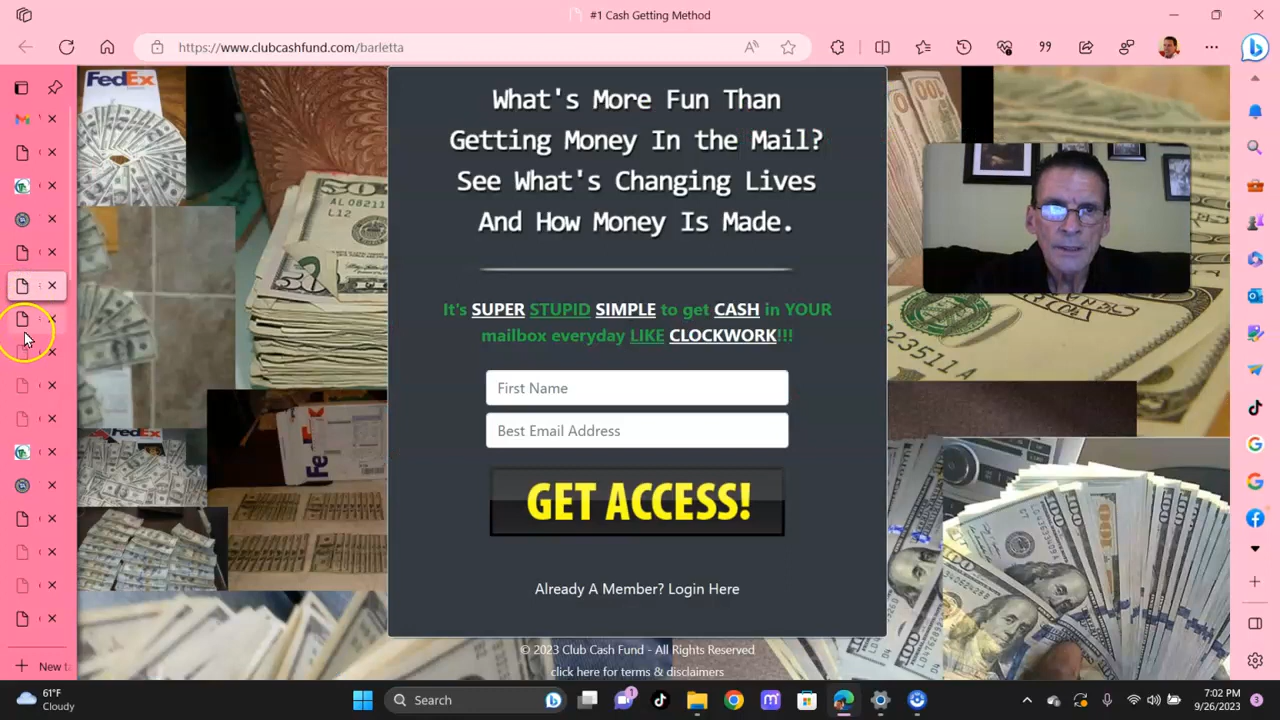 #1 Cash Getting Method
https://www.clubcashfund.com/barletta
FedEx
What's More Fun Than
Getting Money In the Mail?
See What's Changing Lives
And How Money Is Made.
It's SUPER STUPID SIMPLE to get CASH in YOUR
mailbox everyday LIKE CLOCKWORK!!!
First Name
Best Email Address
GET ACCESS!
Already A Member? Login Here
© 2023 Club Cash Fund - All Rights Reserved
click here for terms & disclaimers
New ta
61°F
Cloudy
Search
7:02 PM
9/26/2023